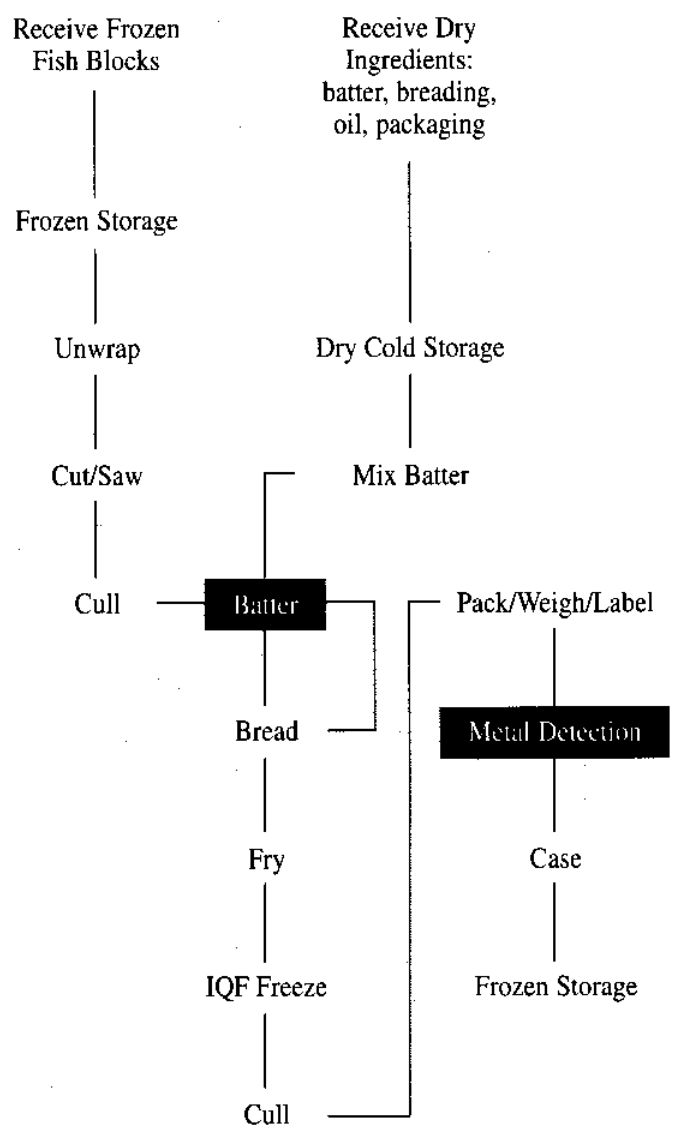 Receive Frozen
Fish Blocks
Receive Dry
Ingredients:
batter, breading,
oil, packaging
Frozen Storage
Unwrap
Dry Cold Storage
Cut/Saw
Mix Batter
Cull
Batter
Pack/Weigh/Label
Bread
Metal Detection
Fry
Case
IQF Freeze
Frozen Storage
Cull